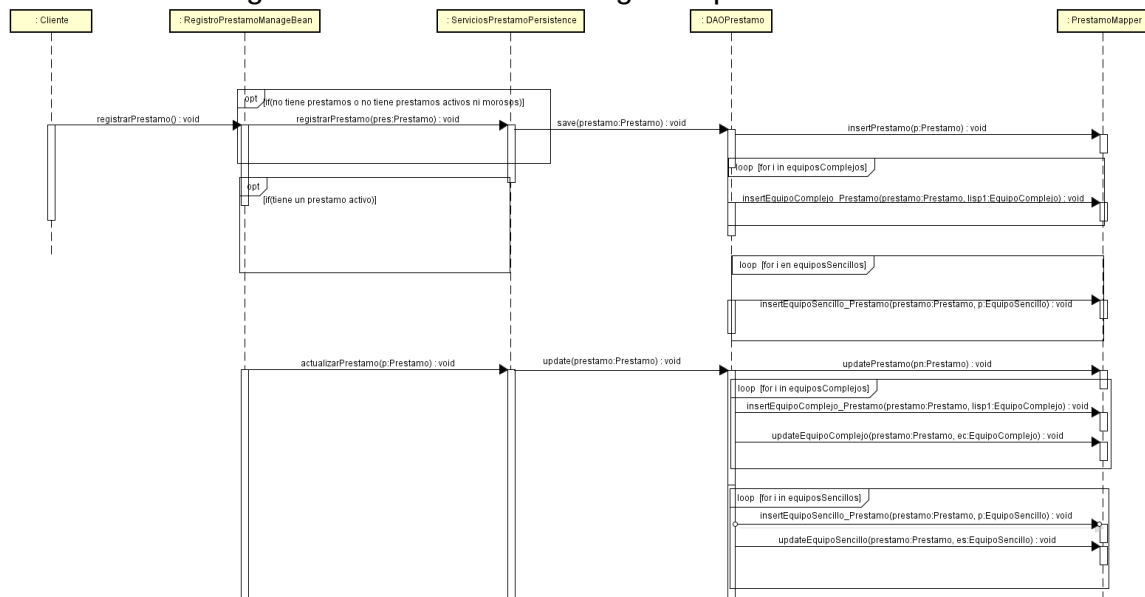 : Cliente
: RegistroPrestamoManageBean
: ServiciosPrestamoPersistence
: DAOPrestamo
: PrestamoMapper
opt
[if(no tiene prestamos o no tiene prestamos activos ni morosos)]
registrarPrestamo() : void
registrarPrestamo(pres:Prestamo) : void
save(prestamo:Prestamo) : void
insertPrestamo(p:Prestamo) : void
loop [for i in equiposComplejos]
opt
[if(tiene un prestamo activo)]
insertEquipoComplejo_Prestamo(prestamo:Prestamo, lisp1:EquipoComplejo) : void
loop [for i en equiposSencillos]
insertEquipoSencillo_Prestamo(prestamo:Prestamo, p:EquipoSencillo) : void
actualizarPrestamo(p:Prestamo) : void
update(prestamo:Prestamo) : void
updatePrestamo(pn:Prestamo) : void
loop [for i in equiposComplejos]
insertEquipoComplejo_Prestamo(prestamo:Prestamo, lisp1:EquipoComplejo) : void
updateEquipoComplejo(prestamo:Prestamo, ec:EquipoComplejo) : void
loop [for i in equiposSencillos]
insertEquipoSencillo_Prestamo(prestamo:Prestamo, p:EquipoSencillo) : void
updateEquipoSencillo(prestamo:Prestamo, es:EquipoSencillo) : void